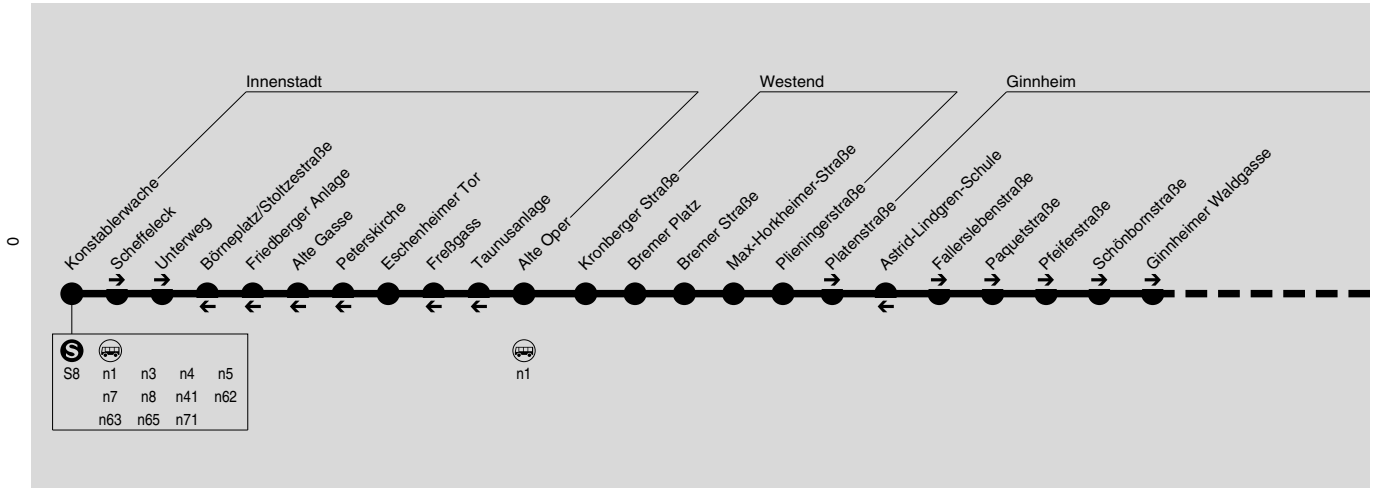 Innenstadt
Westend
Ginnheim
Konstablerwache
Scheffeleck
Unterweg
Börneplatz/Stoltzestraße
Friedberger Anlage
Alte Gasse
Peterskirche
Eschenheimer Tor
Freßgass
Taunusanlage
Alte Oper
Kronberger Straße
Bremer Platz
Bremer Straße
Max-Horkheimer-Straße
Plieningerstraße
Platenstraße
Astrid-Lindgren-Schule
Fallerslebenstraße
Paquetstraße
Pfeiferstraße
Schönbornstraße
Ginnheimer Waldgasse
0
S
S8 n1 n3 n4 n5
n7 n8 n41 n62
n63 n65 n71
n1